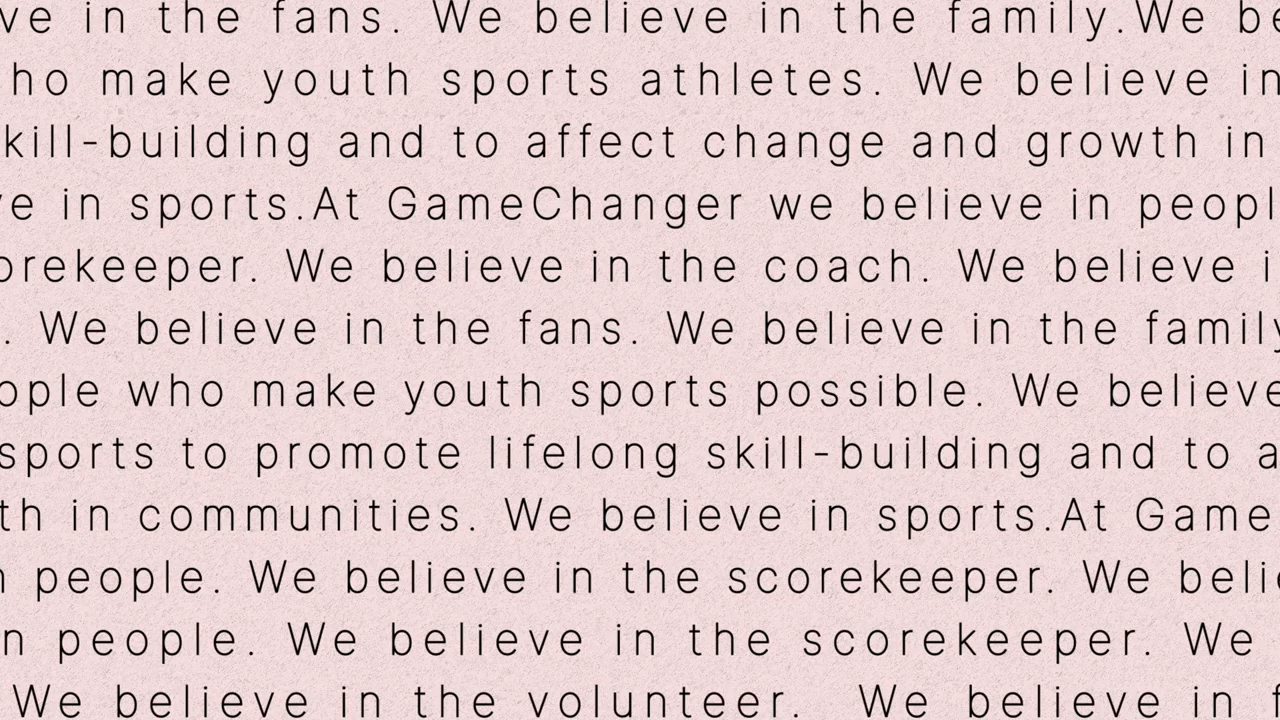 ve in the fans. We believe in the family.We be
ho make youth sports athletes. We believe in
kill-building and to affect change and growth in
ve in sports.At GameChanger we believe in peopl
orekeeper. We believe in the coach. We believe i
. We believe in the fans. We believe in the family
ople who make youth sports possible. We believe
sports to promote lifelong skill-building and to a
th in communities. We believe in sports.At Game
n people. We believe in the scorekeeper. We belie
n people. We believe in the scorekeeper. We
We believe in the volunteer. We believe in f